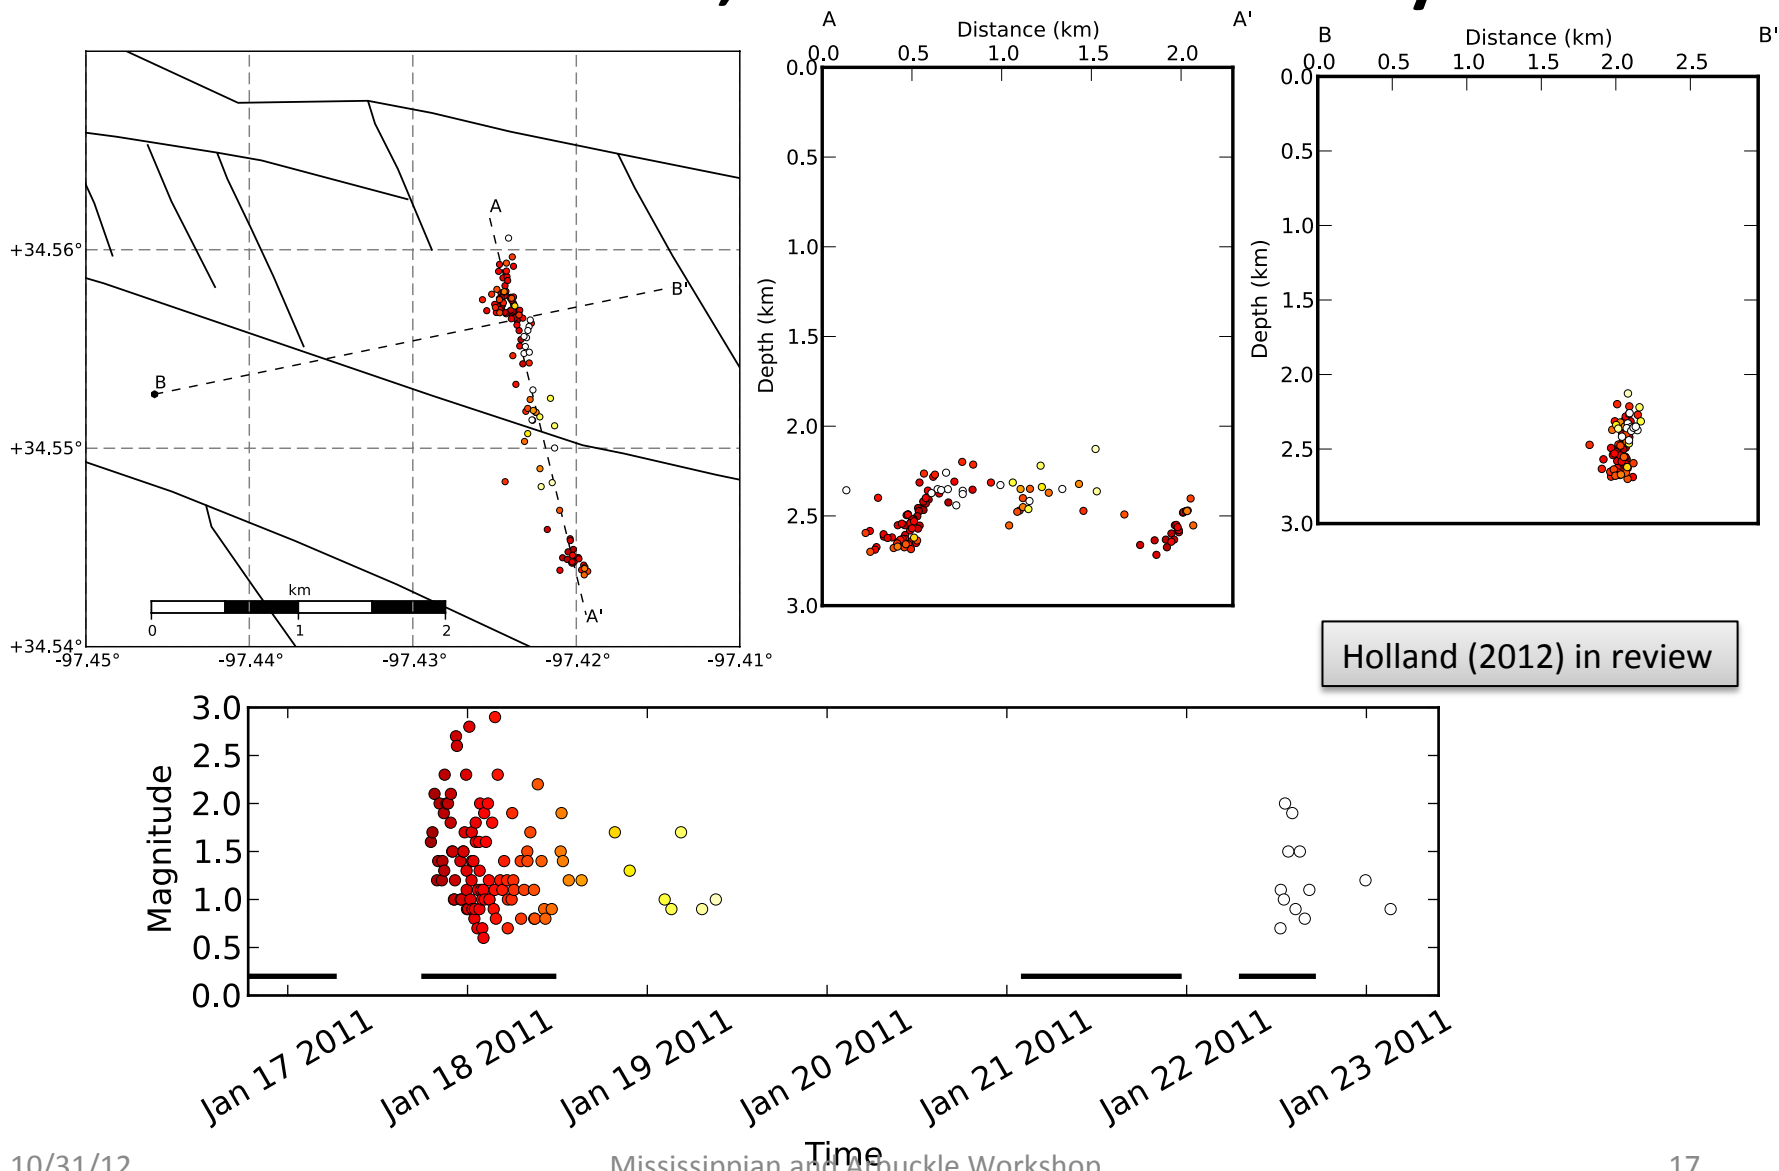 A
Distance (km)
A'
0.0 0.5 1.0 1.5 2.0
0.0
0.5
1.0
1.5
2.0
2.5
3.0
Depth (km)
B
Distance (km)
B'
0.0 0.5 1.0 1.5 2.0 2.5
0.0
0.5
1.0
1.5
2.0
2.5
3.0
Depth (km)
A
B'
B
A'
+34.56°
+34.55°
+34.54°
-97.45° -97.44° -97.43° -97.42° -97.41°
km
0 1 2
Holland (2012) in review
3.0
2.5
2.0
1.5
1.0
0.5
0.0
Magnitude
Jan 17 2011
Jan 18 2011
Jan 19 2011
Jan 20 2011
Jan 21 2011
Jan 22 2011
Jan 23 2011
Time
10/31/12
Mississippian and Arbuckle Workshop
17